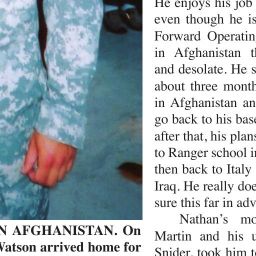 He enjoys his job
even though he is
Forward Operatin
in Afghanistan t
and desolate. He s
about three month
in Afghanistan an
go back to his base
after that, his plans
to Ranger school i
then back to Italy
Iraq. He really doe
sure this far in adv
Nathan's mo
Martin and his u
Snider, took him t
N AFGHANISTAN. On
Watson arrived home for